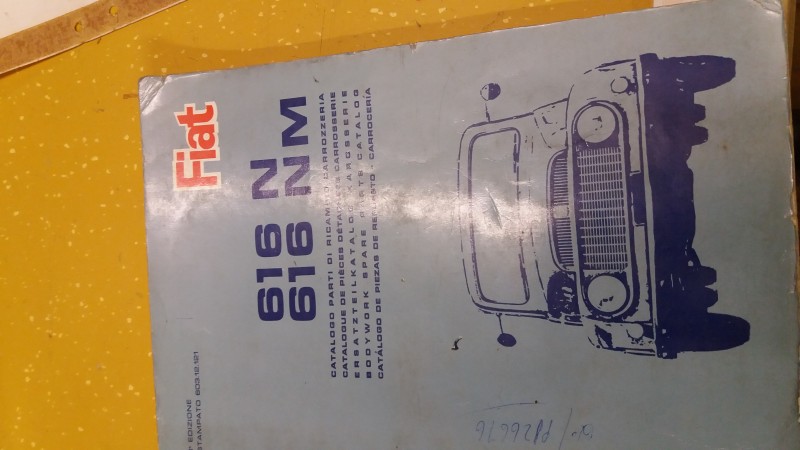 Fiat
616 N
616 NM
CATALOGO PARTI DI RICAMBIO CARROZZERIA
CATALOGUE DE PIÈCES DÉTACHÉES CARROSSERIE
ERSATZTEILKATALOG KAROSSERIE
BODYWORK SPARE PARTS CATALOG
CATÁLOGO DE PIEZAS DE REPUESTO - CARROCERÍA
EDIZIONE
STAMPATO 603.12.121